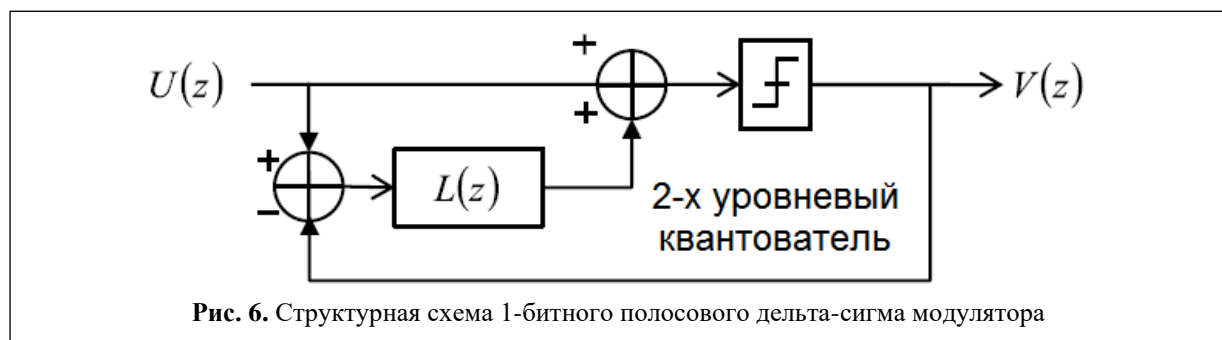 +
U(z)
V(z)
+
+
L(z)
−
2-х уровневый
квантователь
Рис. 6. Структурная схема 1-битного полосового дельта-сигма модулятора